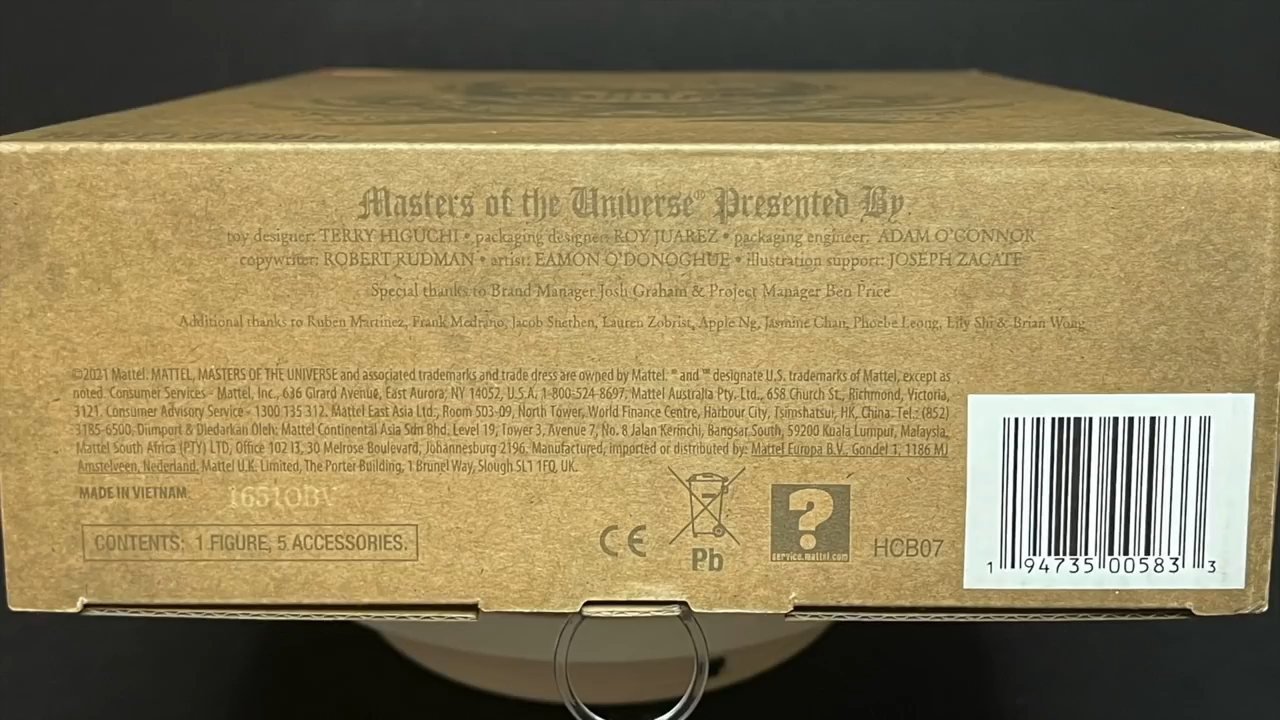 Masters of the Universe® Presented By
toy designer: TERRY HIGUCHI • packaging designer: ROY JUAREZ • packaging engineer: ADAM O'CONNOR
copywriter: ROBERT RUDMAN • artist: EAMON O'DONOGHUE • illustration support: JOSEPH ZACATE
Special thanks to Brand Manager Josh Graham & Project Manager Ben Price
Additional thanks to Ruben Martinez, Frank Medrano, Jacob Snethen, Lauren Zobrist, Apple Ng, Jasmine Chan, Phoebe Leong, Lily Shi & Brian Wong
©2021 Mattel. MATTEL, MASTERS OF THE UNIVERSE and associated trademarks and trade dress are owned by Mattel. ® and ™ designate U.S. trademarks of Mattel, except as
noted. Consumer Services - Mattel, Inc., 636 Girard Avenue, East Aurora, NY 14052, U.S.A. 1-800-524-8697. Mattel Australia Pty. Ltd., 658 Church St., Richmond, Victoria,
3121. Consumer Advisory Service - 1300 135 312. Mattel East Asia Ltd., Room 503-09, North Tower, World Finance Centre, Harbour City, Tsimshatsui, HK, China. Tel.: (852)
3185-6500. Diimport & Diedarkan Oleh: Mattel Continental Asia Sdn Bhd. Level 19, Tower 3, Avenue 7, No. 8 Jalan Kerinchi, Bangsar South, 59200 Kuala Lumpur, Malaysia.
Mattel South Africa (PTY) LTD, Office 102 I3, 30 Melrose Boulevard, Johannesburg 2196. Manufactured, imported or distributed by: Mattel Europa B.V., Gondel 1, 1186 MJ
Amstelveen, Nederland. Mattel U.K. Limited, The Porter Building, 1 Brunel Way, Slough SL1 1FQ, UK.
MADE IN VIETNAM.
CONTENTS: 1 FIGURE, 5 ACCESSORIES.
CE
Pb
?
service.mattel.com
HCB07
1 94735 00583 3